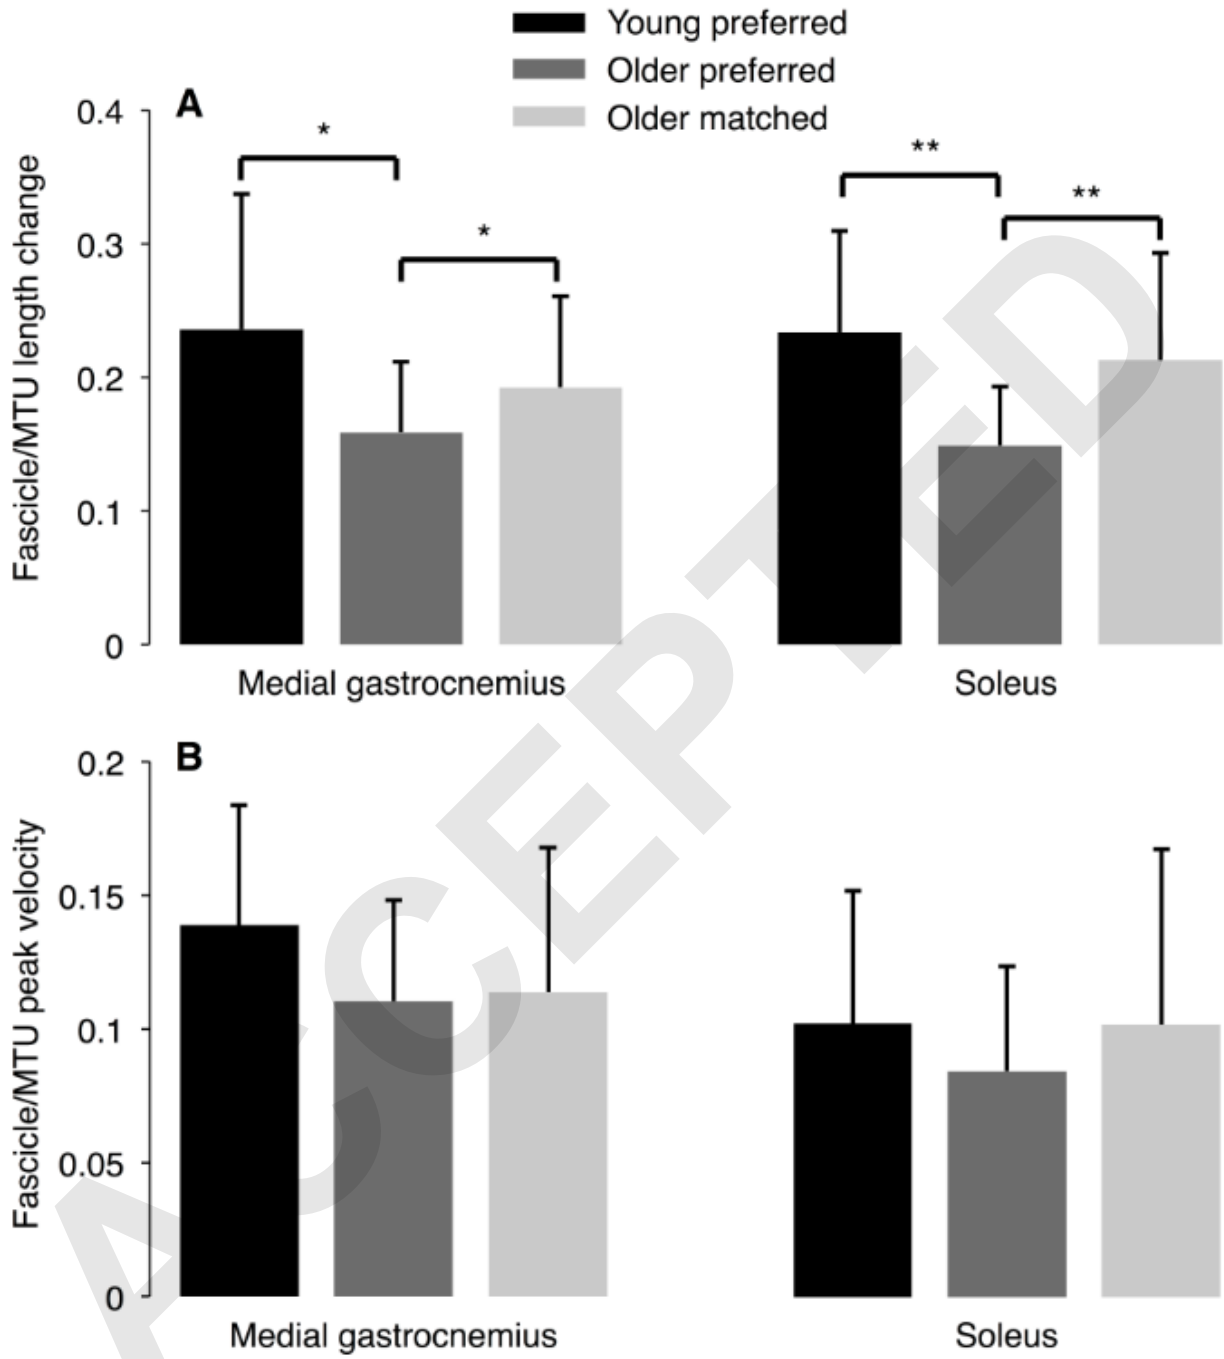 Young preferred
Older preferred
Older matched
A
0.4
0.3
0.2
0.1
0
Fascicle/MTU length change
*
*
**
**
Medial gastrocnemius
Soleus
B
0.2
0.15
0.1
0.05
0
Fascicle/MTU peak velocity
Medial gastrocnemius
Soleus
ACCEPTED